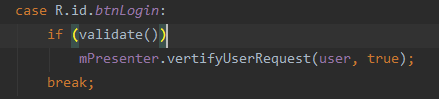 case R.id.btnLogin:
if (validate())
mPresenter.vertifyUserRequest(user, true);
break;